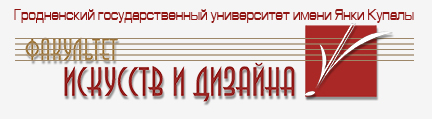 Гродненский государственный университет имени Янки Купалы
ФАКУЛЬТЕТ
ИСКУССТВ И ДИЗАЙНА